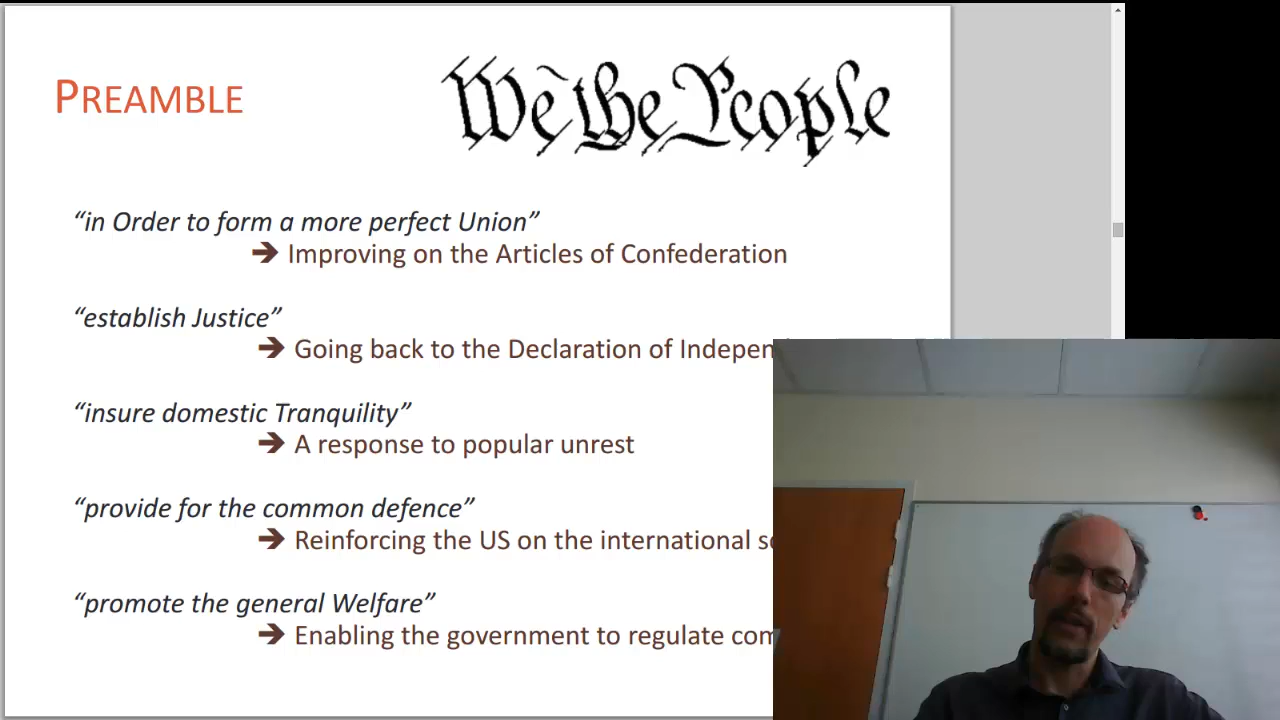 PREAMBLE
We the People
“in Order to form a more perfect Union”
➔ Improving on the Articles of Confederation
“establish Justice”
➔ Going back to the Declaration of
“insure domestic Tranquility”
➔ A response to popular unrest
“provide for the common defence”
➔ Reinforcing the US on the international
“promote the general Welfare”
➔ Enabling the government to regulate